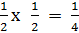 1/2 x 1/2 = 1/4